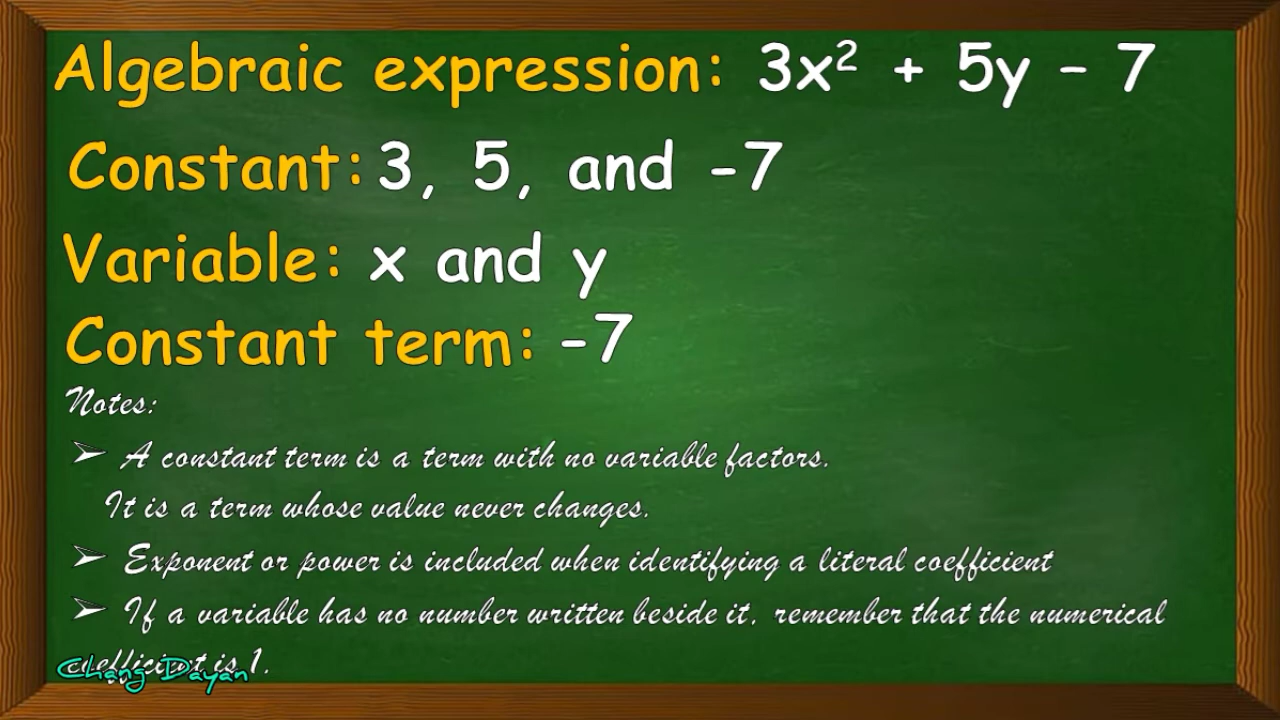 Algebraic expression: 3x² + 5y – 7
Constant: 3, 5, and -7
Variable: x and y
Constant term: -7
Notes:
➢ A constant term is a term with no variable factors.
It is a term whose value never changes.
➢ Exponent or power is included when identifying a literal coefficient
➢ If a variable has no number written beside it, remember that the numerical
coefficient is 1.
Chang Dayan